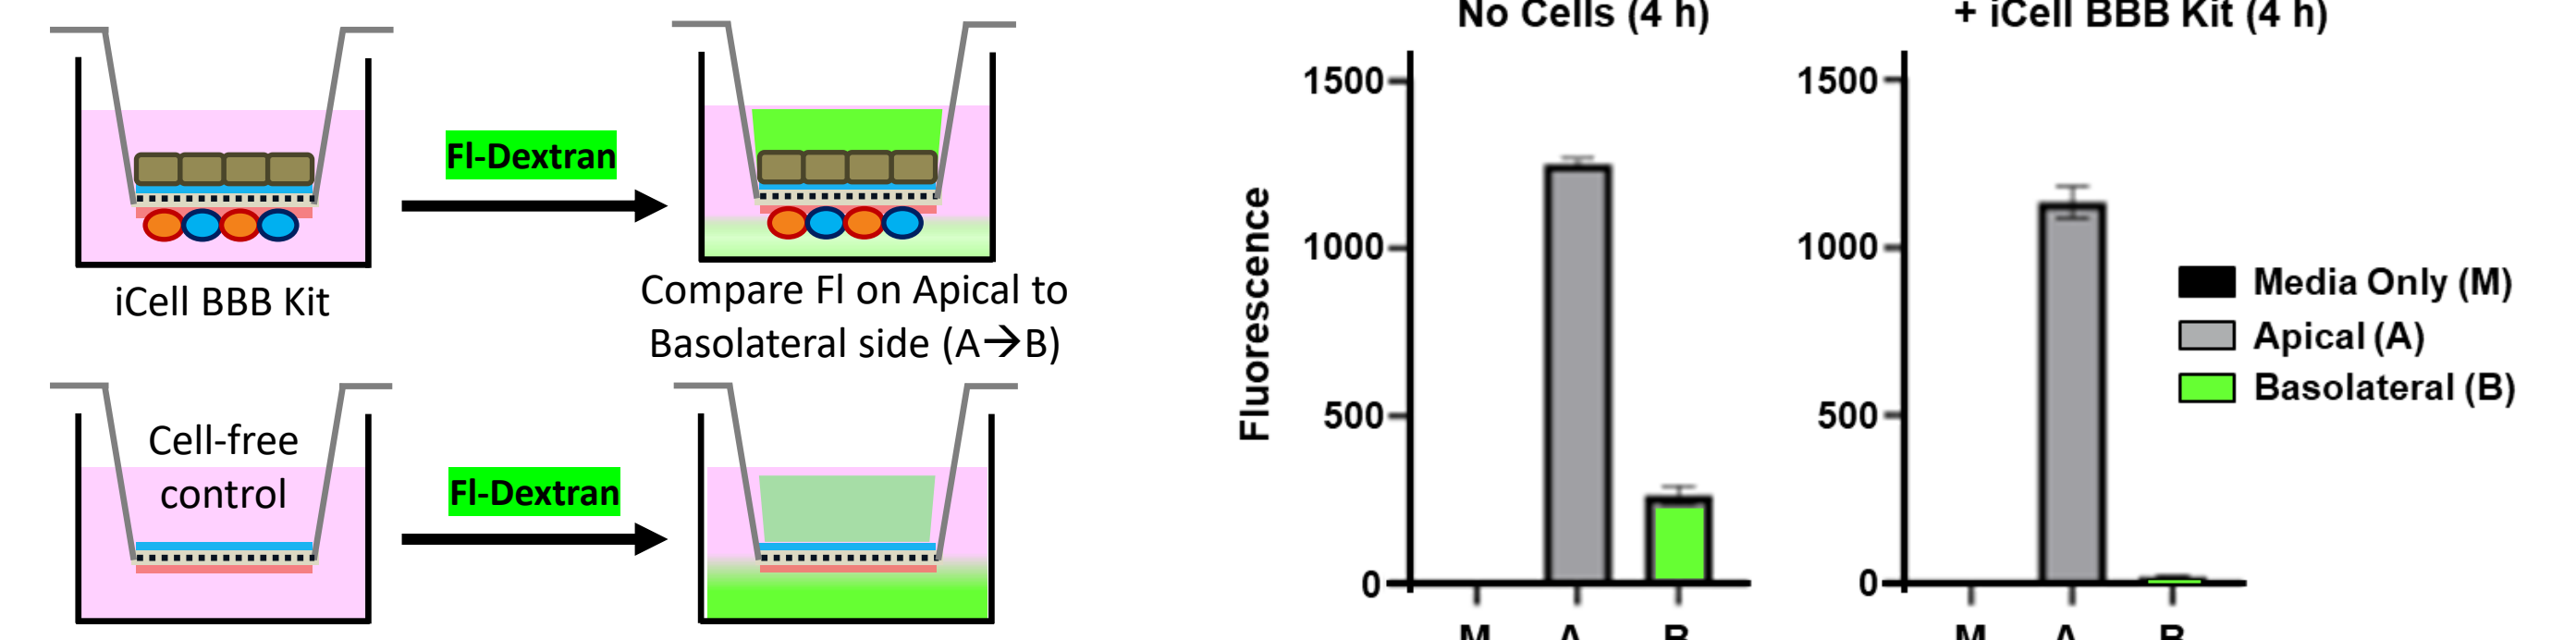 Fl-Dextran
iCell BBB Kit
Compare Fl on Apical to
Basolateral side (A→B)
Cell-free
control
Fl-Dextran
No Cells (4 h)
Fluorescence
1500
1000
500
0
M A B
+ iCell BBB Kit (4 h)
1500
1000
500
0
M A B
Media Only (M)
Apical (A)
Basolateral (B)